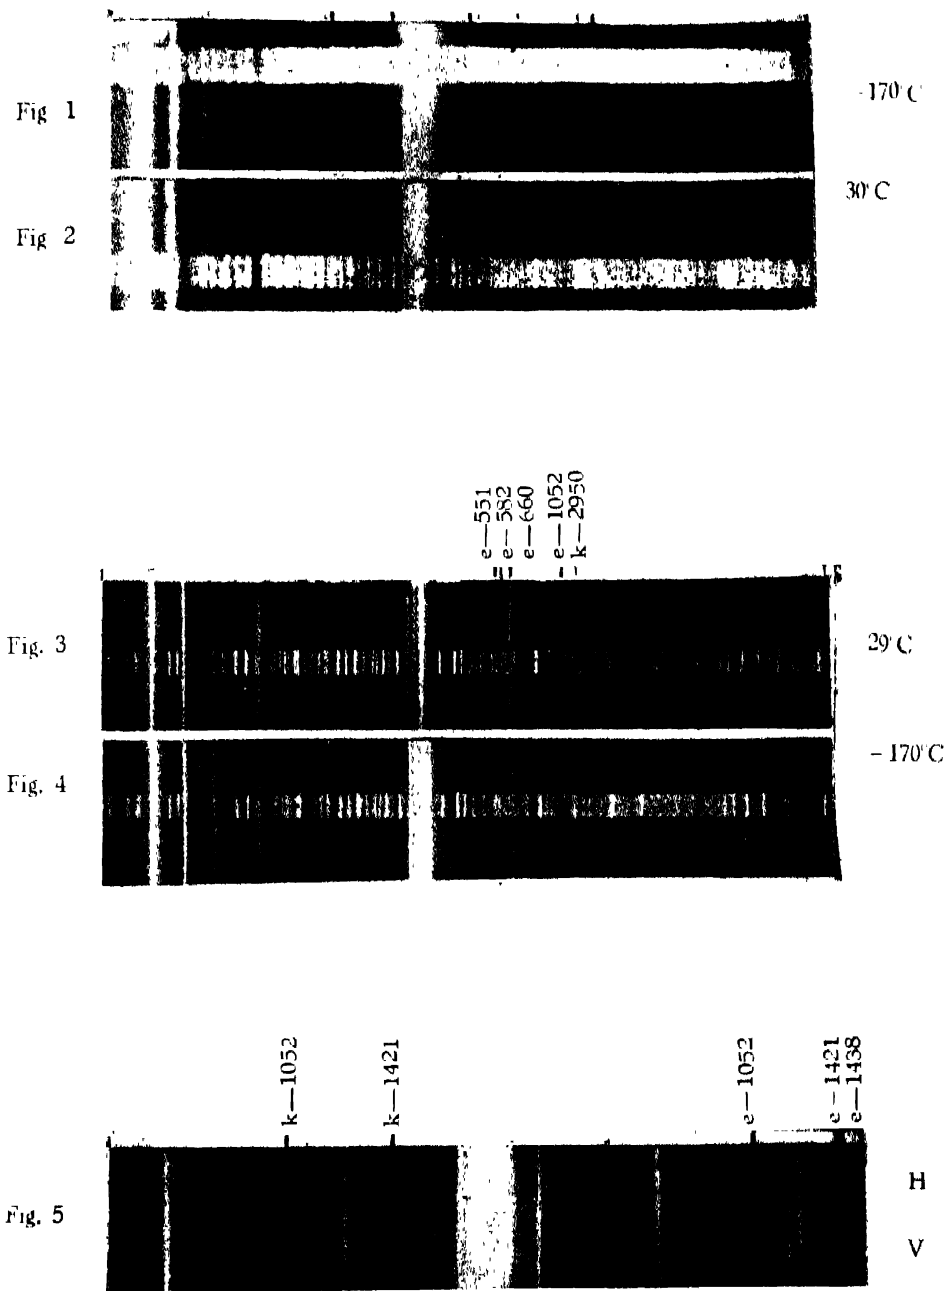 Fig 1
-170°C
30°C
Fig 2
e—551
e—582
e—660
e—1052
k—2950
Fig. 3
29°C
-170°C
Fig. 4
k—1052
k—1421
e—1052
e—1421
e—1438
Fig. 5
H
V